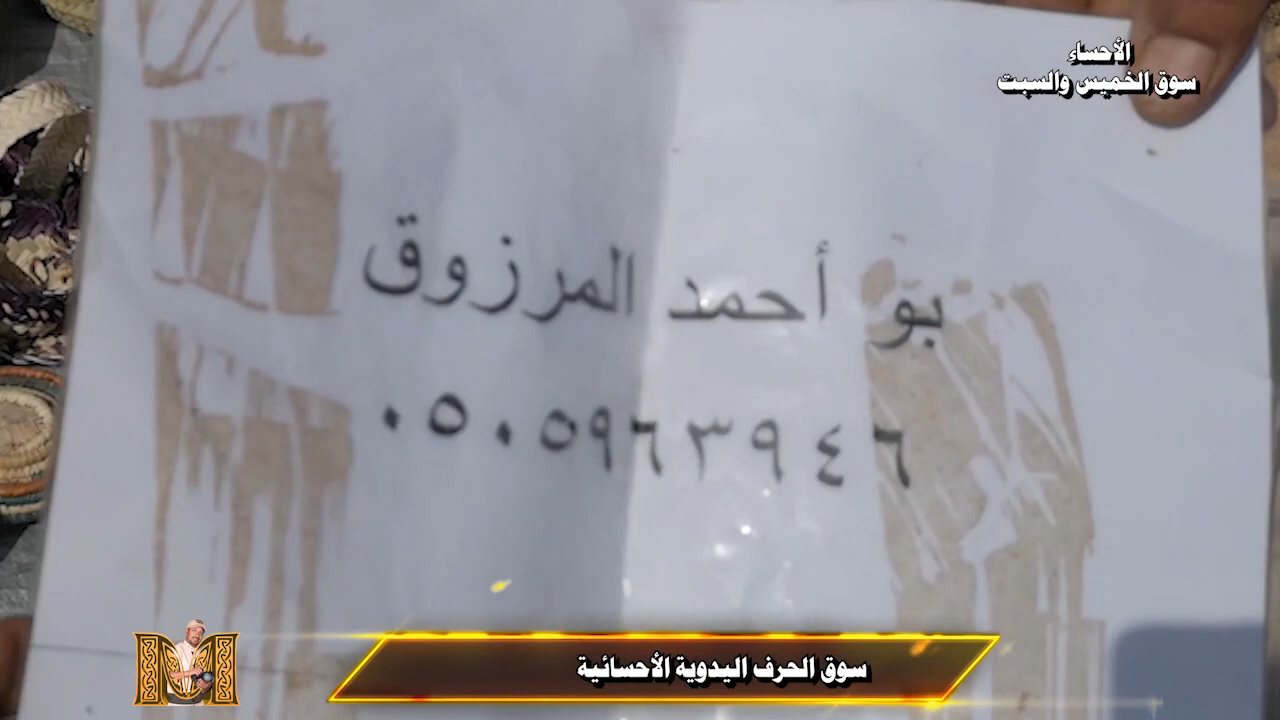 الأحساء
سوق الخميس والسبت
بو أحمد المرزوق
٠٥٠٥٩٦٣٩٤٦
سوق الحرف اليدوية الأحسائية